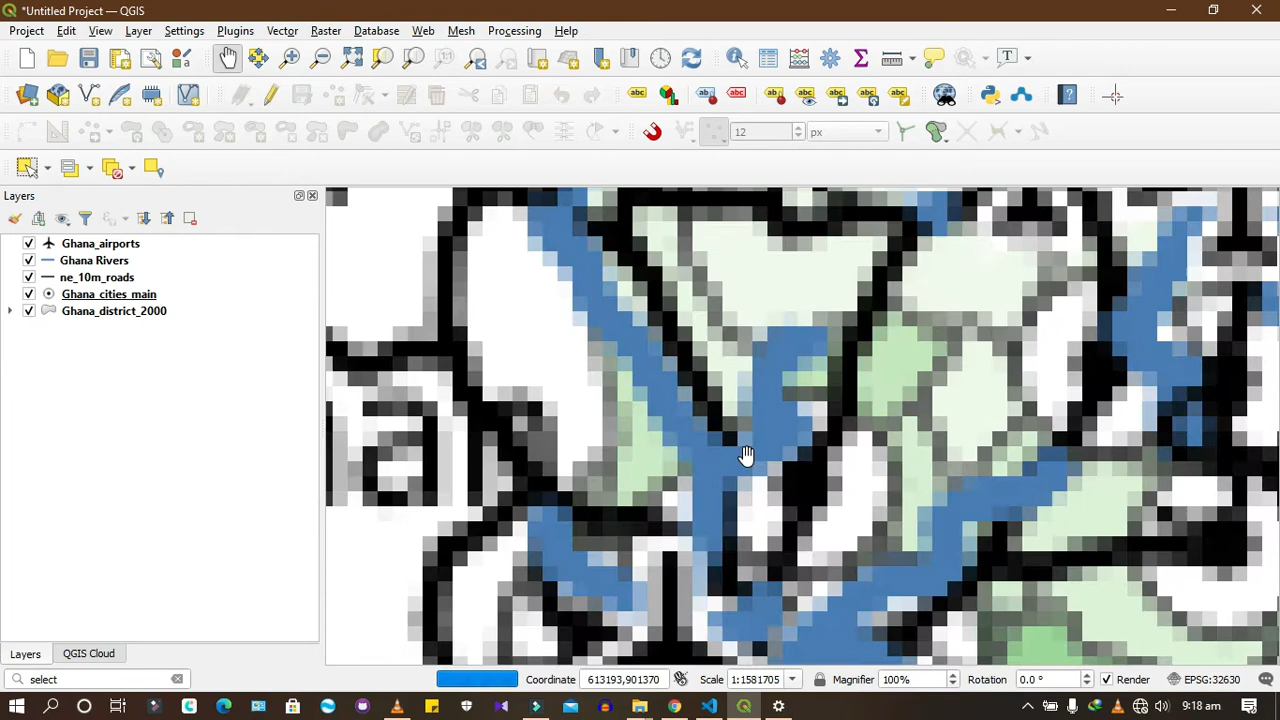 *Untitled Project — QGIS
Project Edit View Layer Settings Plugins Vector Raster Database Web Mesh Processing Help
12 px
Layers
Ghana_airports
Ghana Rivers
ne_10m_roads
Ghana_cities_main
Ghana_district_2000
a
Layers QGIS Cloud
select Coordinate 613193,901370 Scale 1:1581705 Magnifier 100% Rotation 0.0 ° Render EPSG:32630
9:18 am